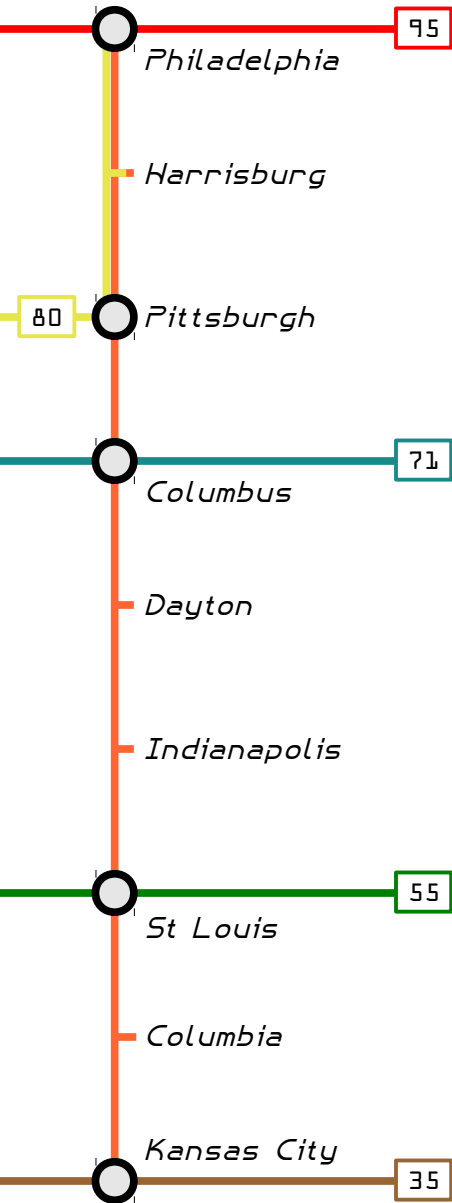 95
Philadelphia
Harrisburg
80 Pittsburgh
71
Columbus
Dayton
Indianapolis
55
St Louis
Columbia
Kansas City
35